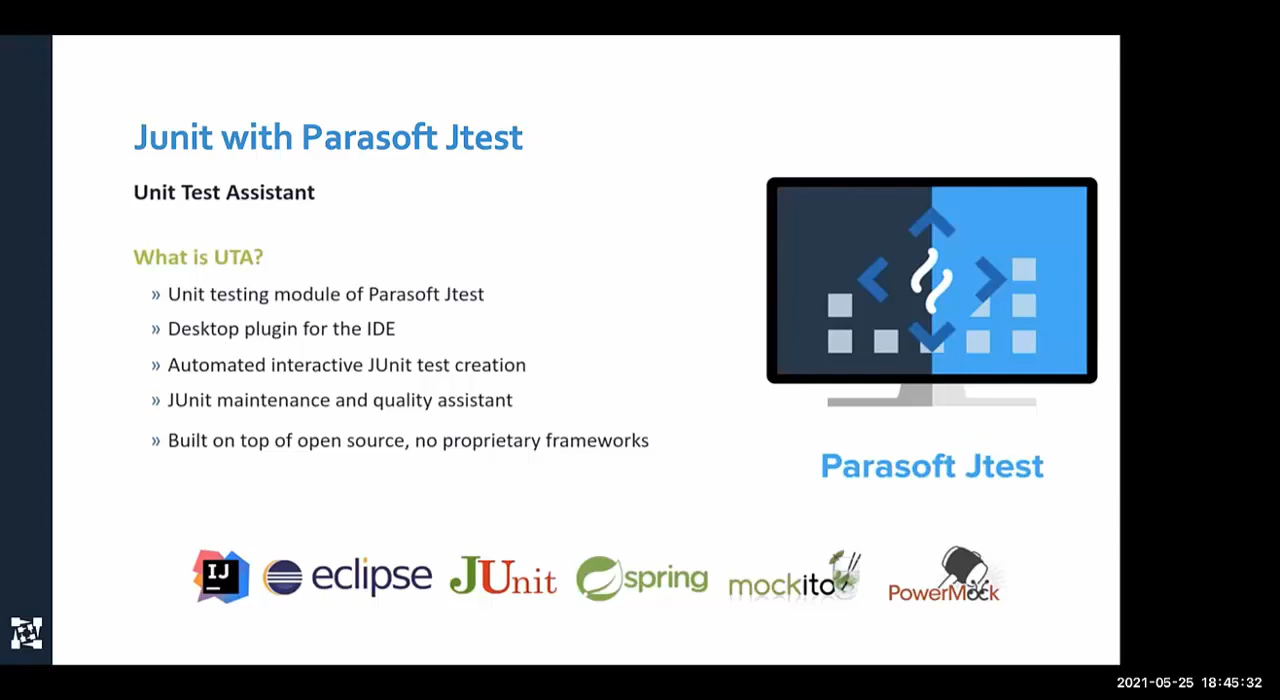 Junit with Parasoft Jtest
Unit Test Assistant
What is UTA?
» Unit testing module of Parasoft Jtest
» Desktop plugin for the IDE
» Automated interactive JUnit test creation
» JUnit maintenance and quality assistant
» Built on top of open source, no proprietary frameworks
Parasoft Jtest
IJ eclipse JUnit spring mockito PowerMock
2021-05-25 18:45:32